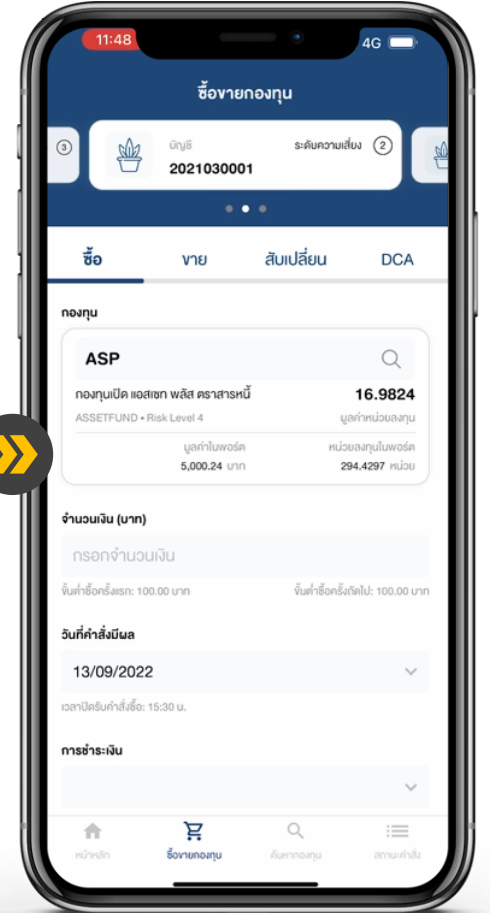 11:48
4G
ซื้อขายกองทุน
3
บัญชี
ระดับความเสี่ยง 2
2021030001
ซื้อ ขาย สับเปลี่ยน DCA
กองทุน
ASP
กองทุนเปิด แอสเซท พลัส ตราสารหนี้ 16.9824
ASSETFUND • Risk Level 4 มูลค่าหน่วยลงทุน
มูลค่าในพอร์ต หน่วยลงทุนในพอร์ต
5,000.24 บาท 294.4297 หน่วย
จำนวนเงิน (บาท)
กรอกจำนวนเงิน
ขั้นต่ำซื้อครั้งแรก: 100.00 บาท ขั้นต่ำซื้อครั้งถัดไป: 100.00 บาท
วันที่คำสั่งมีผล
13/09/2022
เวลาปิดรับคำสั่งซื้อ: 15:30 น.
การชำระเงิน
หน้าหลัก ซื้อขายกองทุน ค้นหากองทุน สถานะคำสั่ง